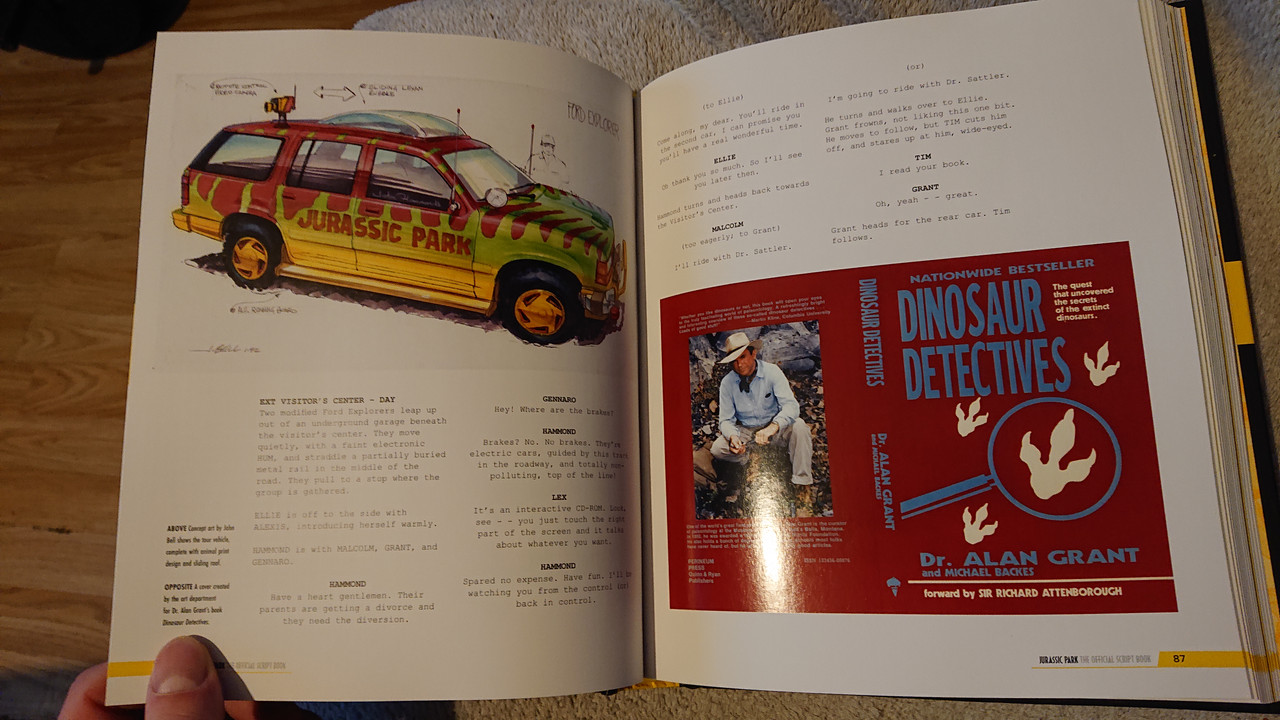 FORD EXPLORER
JURASSIC PARK
John Hammond
EXT VISITOR'S CENTER - DAY
Two modified Ford Explorers leap up
out of an underground garage beneath
the visitor's center. They move
quietly, with a faint electronic
HUM, and straddle a partially buried
metal rail in the middle of the
road. They pull to a stop where the
group is gathered.
ELLIE is off to the side with
ALEXIS, introducing herself warmly.
HAMMOND is with MALCOLM, GRANT, and
GENNARO.
HAMMOND
Have a heart gentlemen. Their
parents are getting a divorce and
they need the diversion.
GENNARO
Hey! Where are the brakes?
HAMMOND
Brakes? No. No brakes. They're
electric cars, guided by this track
in the roadway, and totally non-
polluting, top of the line!
LEX
It's an interactive CD-ROM. Look,
see - - you just touch the right
part of the screen and it talks
about whatever you want.
HAMMOND
Spared no expense. Have fun. I'll be
watching you from the control
back in control.
ABOVE Concept art by John
Bell shows the tour vehicle,
complete with animal print
design and sliding roof.
OPPOSITE A cover created
by the art department
for Dr. Alan Grant's book
Dinosaur Detectives.
PARK THE OFFICIAL SCRIPT BOOK
(to Ellie)
Come along, my dear. You'll ride in
the second car. I can promise you
you'll have a real wonderful time.
ELLIE
Oh thank you so much. So I'll see
you later then.
Hammond turns and heads back towards
the Visitor's Center.
MALCOLM
(too eagerly; to Grant)
I'll ride with Dr. Sattler.
(or)
I'm going to ride with Dr. Sattler.
He turns and walks over to Ellie.
Grant frowns, not liking this one bit.
He moves to follow, but TIM cuts him
off, and stares up at him, wide-eyed.
TIM
I read your book.
GRANT
Oh, yeah - - great.
Grant heads for the rear car. Tim
follows.
PERINEUM
PRESS
Quinn & Ryan
Publishers
DINOSAUR DETECTIVES
Dr. ALAN GRANT
and MICHAEL BACKES
NATIONWIDE BESTSELLER
DINOSAUR
DETECTIVES
The quest
that uncovered
the secrets
of the extinct
dinosaurs.
Dr. ALAN GRANT
and MICHAEL BACKES
forward by SIR RICHARD ATTENBOROUGH
JURASSIC PARK THE OFFICIAL SCRIPT BOOK
87